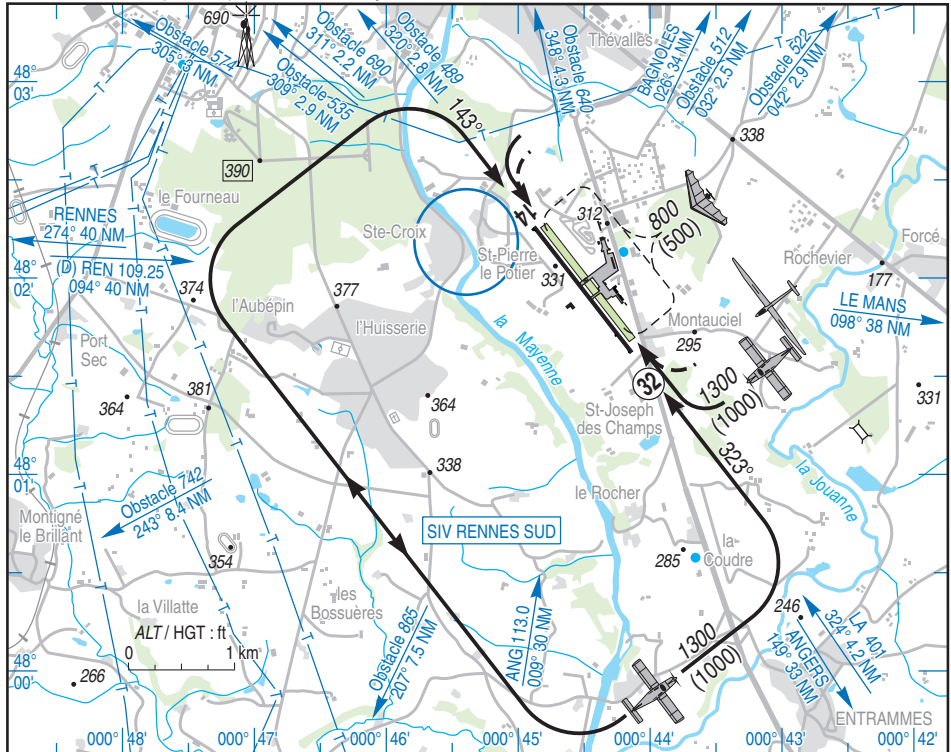 690
Obstacle 574
305° 3 NM
Obstacle 690
311° 2.2 NM
Obstacle 535
309° 2.9 NM
Obstacle 489
320° 2.8 NM
Obstacle 640
348° 4.3 NM
Thévalles
BAGNOLES
026° 34 NM
Obstacle 512
032° 2.5 NM
Obstacle 522
042° 2.9 NM
48°
03'
143°
338
390
le Fourneau
RENNES
274° 40 NM
(D) REN 109.25
094° 40 NM
Ste-Croix
14
312
800
(500)
St-Pierre
le Potier
331
Rochevier
Forcé
177
48°
02'
374
l'Aubépin
377
l'Huisserie
la Mayenne
Montauciel
295
LE MANS
098° 38 NM
Port
Sec
364
381
364
32
1300
(1000)
331
St-Joseph
des Champs
323°
338
48°
01'
Obstacle 742
243° 8.4 NM
le Rocher
la Jouanne
Montigné
le Brillant
SIV RENNES SUD
354
285
la
Coudre
les
Bossuères
246
la Villatte
ALT / HGT : ft
0
1 km
Obstacle 865
207° 7.5 NM
ANG 113.0
009° 30 NM
1300
(1000)
LA 401
324° 4.2 NM
ANGERS
149° 33 NM
48°
00'
266
ENTRAMMES
000° 48'
000° 47'
000° 46'
000° 45'
000° 44'
000° 43'
000° 42'